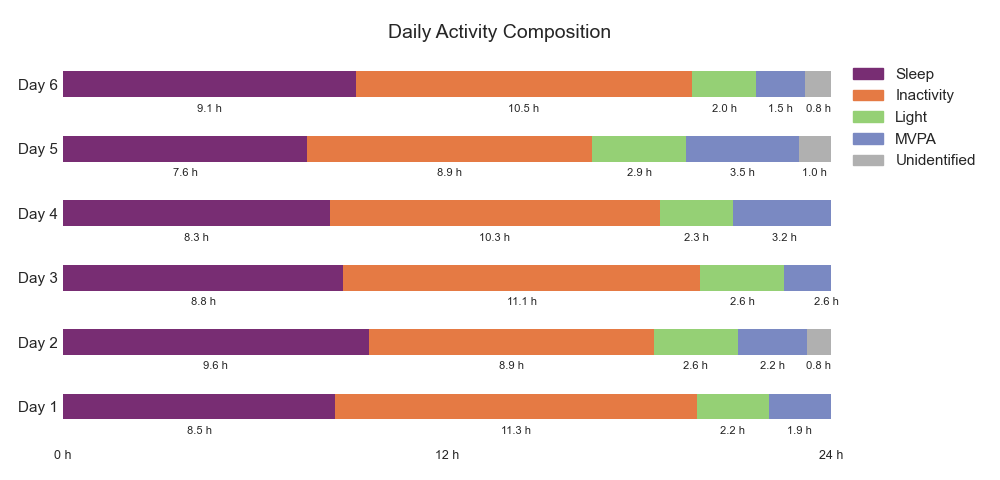 Daily Activity Composition
Day 6
9.1 h 10.5 h 2.0 h 1.5 h 0.8 h
Day 5
7.6 h 8.9 h 2.9 h 3.5 h 1.0 h
Day 4
8.3 h 10.3 h 2.3 h 3.2 h
Day 3
8.8 h 11.1 h 2.6 h 2.6 h
Day 2
9.6 h 8.9 h 2.6 h 2.2 h 0.8 h
Day 1
8.5 h 11.3 h 2.2 h 1.9 h
0 h 12 h 24 h
Sleep
Inactivity
Light
MVPA
Unidentified